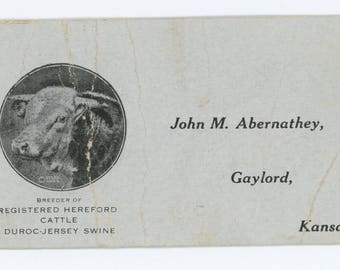 John M. Abernathey,
Gaylord,
Kansa
BREEDER OF
REGISTERED HEREFORD
CATTLE
DUROC-JERSEY SWINE